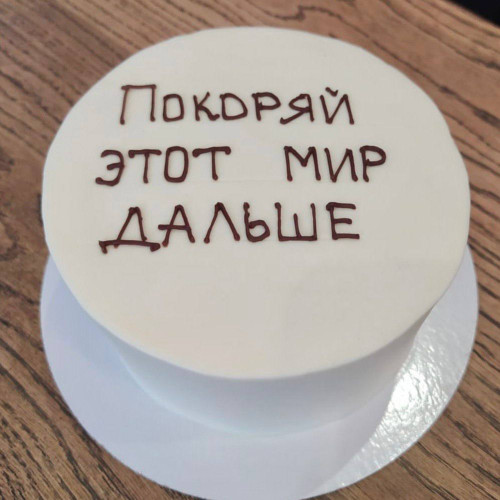 Покоряй
этот мир
дальше